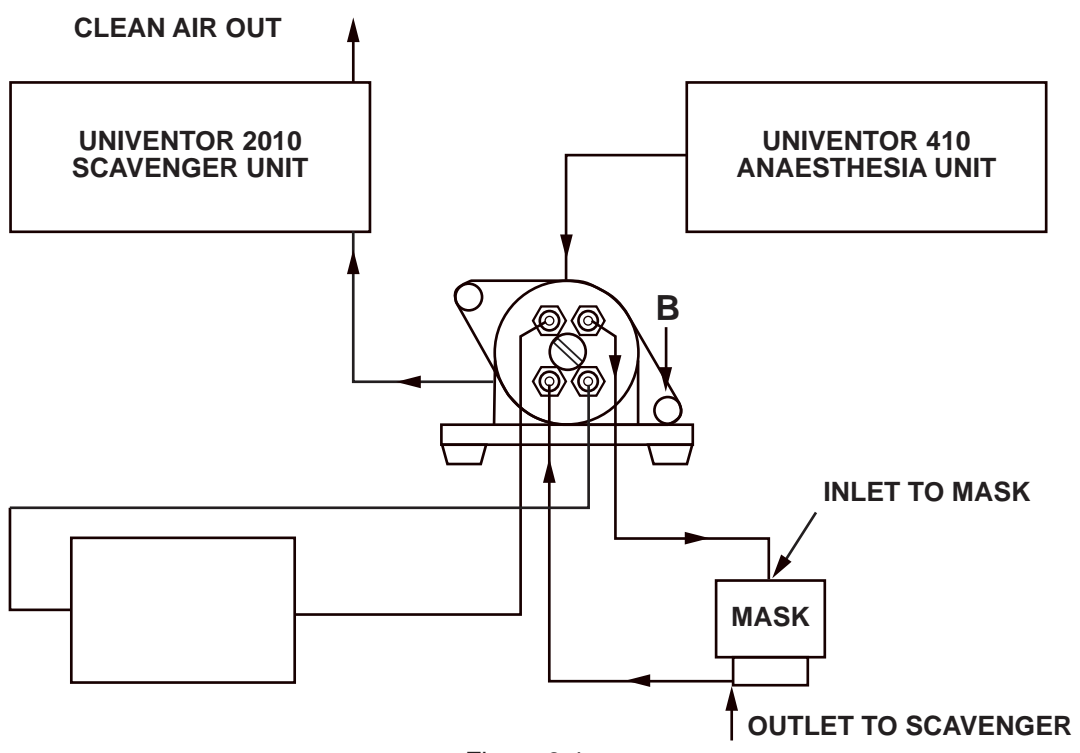 CLEAN AIR OUT
UNIVENTOR 2010
SCAVENGER UNIT
UNIVENTOR 410
ANAESTHESIA UNIT
B
INLET TO MASK
MASK
OUTLET TO SCAVENGER